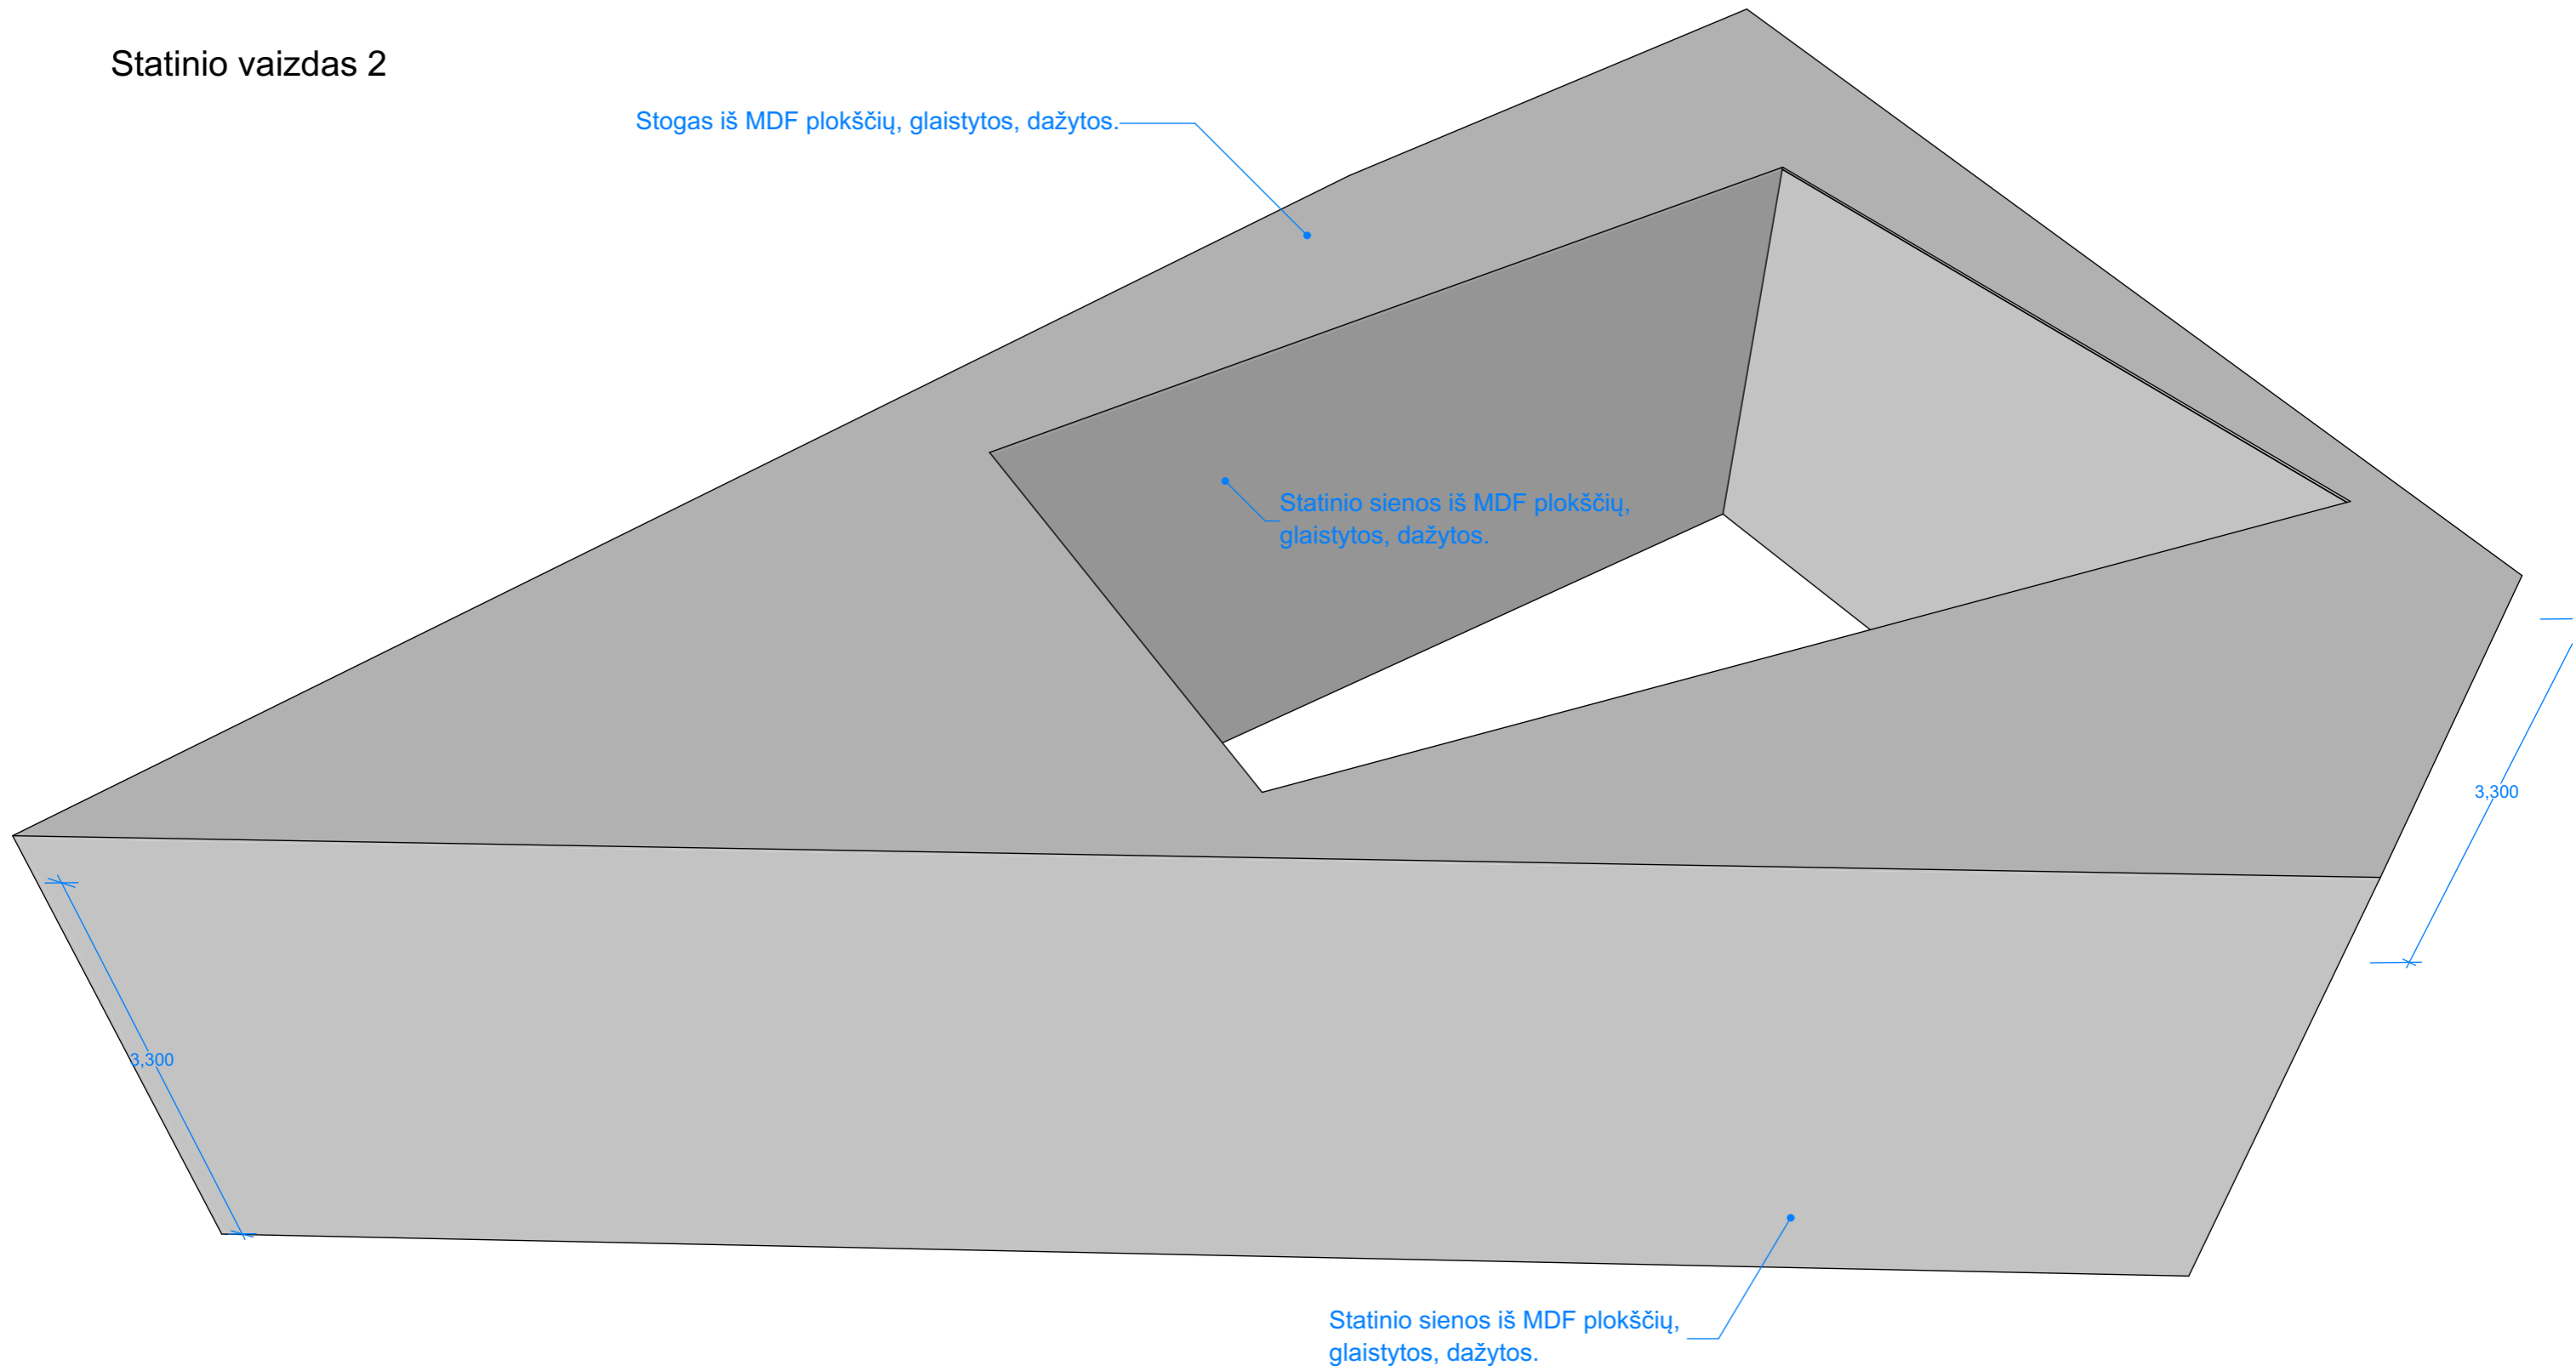 Statinio vaizdas 2
Stogas iš MDF plokščių, glaistytos, dažytos.
Statinio sienos iš MDF plokščių,
glaistytos, dažytos.
3,300
3,300
Statinio sienos iš MDF plokščių,
glaistytos, dažytos.